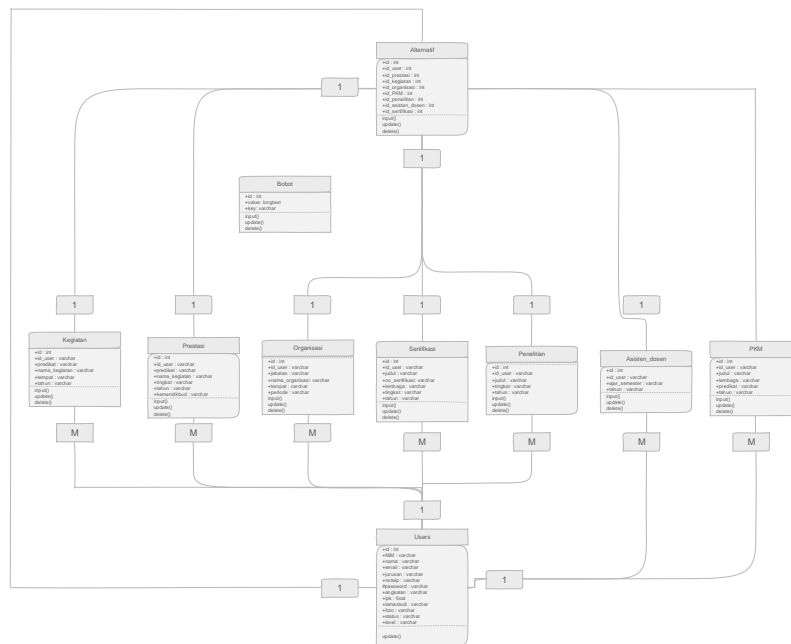 Alternatif
+id : int
+id_user : int
+id_prestasi : int
+id_kegiatan : int
+id_organisasi : int
+id_PKM : int
+id_penelitian : int
+id_asisten_dosen : int
+id_sertifikasi : int
input()
update()
delete()
1
1
Bobot
+id : int
+value: longtext
+key: varchar
input()
update()
delete()
1
1
1
1
1
1
Kegiatan
+id : int
+id_user : varchar
+predikat : varchar
+nama_kegiatan : varchar
+tempat : varchar
+tahun : varchar
input()
update()
delete()
Prestasi
+id : int
+id_user : varchar
+predikat : varchar
+nama_kegiatan : varchar
+tingkat : varchar
+tahun : varchar
+kemendikbud : varchar
input()
update()
delete()
Organisasi
+id : int
+id_user : varchar
+jabatan : varchar
+nama_organisasi: varchar
+tempat : varchar
+periode : varchar
input()
update()
delete()
Sertifikasi
+id : int
+id_user : varchar
+judul : varchar
+no_sertifikasi: varchar
+lembaga : varchar
+tingkat : varchar
+tahun : varchar
input()
update()
delete()
Penelitian
+id : int
+id_user : varchar
+judul : varchar
+tingkat : varchar
+tahun : varchar
input()
update()
delete()
Asisten_dosen
+id : int
+id_user : varchar
+ajar_semester : varchar
+tahun : varchar
input()
update()
delete()
PKM
+id : int
+id_user : varchar
+judul : varchar
+lembaga : varchar
+predikat : varchar
+tahun : varchar
input()
update()
delete()
M
M
M
M
M
M
M
1
Users
+id : int
+NIM : varchar
+nama : varchar
+email : varchar
+jurusan : varchar
+notelp : varchar
#password : varchar
+angkatan : varchar
+ipk : float
+lamastudi : varchar
+foto : varchar
+status : varchar
+level : varchar
update()
1
1